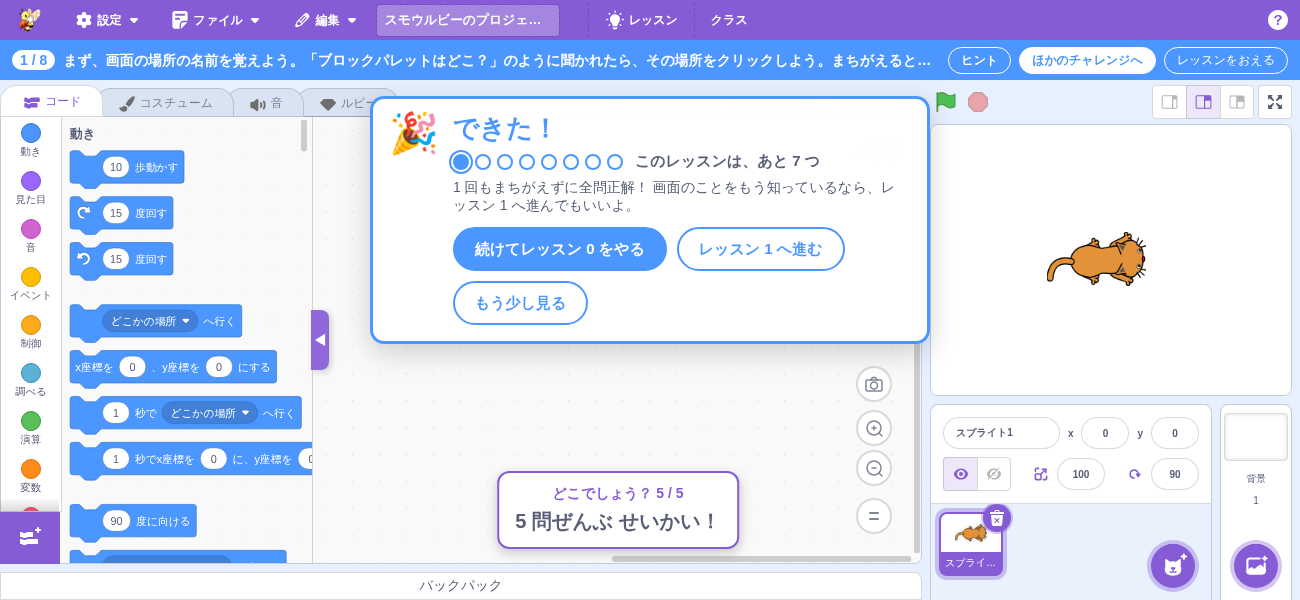 設定 ファイル 編集 スモウルビーのプロジェ… レッスン クラス ?
1 / 8 まず、画面の場所の名前を覚えよう。「ブロックパレットはどこ？」のように聞かれたら、その場所をクリックしよう。まちがえると… ヒント ほかのチャレンジへ レッスンをおえる
コード コスチューム 音 ルビー
動き
見た目
音
イベント
制御
調べる
演算
変数
動き
10 歩動かす
15 度回す
15 度回す
どこかの場所 へ行く
x座標を 0 、y座標を 0 にする
1 秒で どこかの場所 へ行く
1 秒でx座標を 0 に、y座標を
90 度に向ける
できた！
このレッスンは、あと 7 つ
1 回もまちがえずに全問正解！ 画面のことをもう知っているなら、レ
ッスン 1 へ進んでもいいよ。
続けてレッスン 0 をやる レッスン 1 へ進む
もう少し見る
どこでしょう？ 5 / 5
5 問ぜんぶ せいかい！
バックパック
スプライト1 x 0 y 0
100 90
スプライ…
背景
1